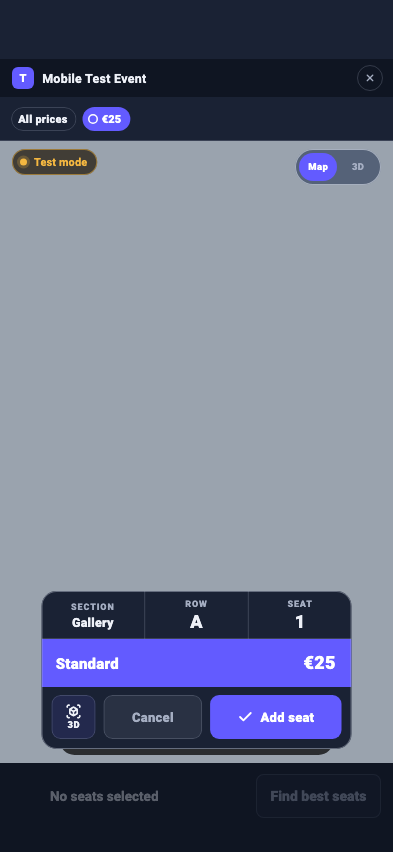 T Mobile Test Event
All prices €25
Test mode Map 3D
SECTION ROW SEAT
Gallery A 1
Standard €25
3D Cancel Add seat
No seats selected Find best seats